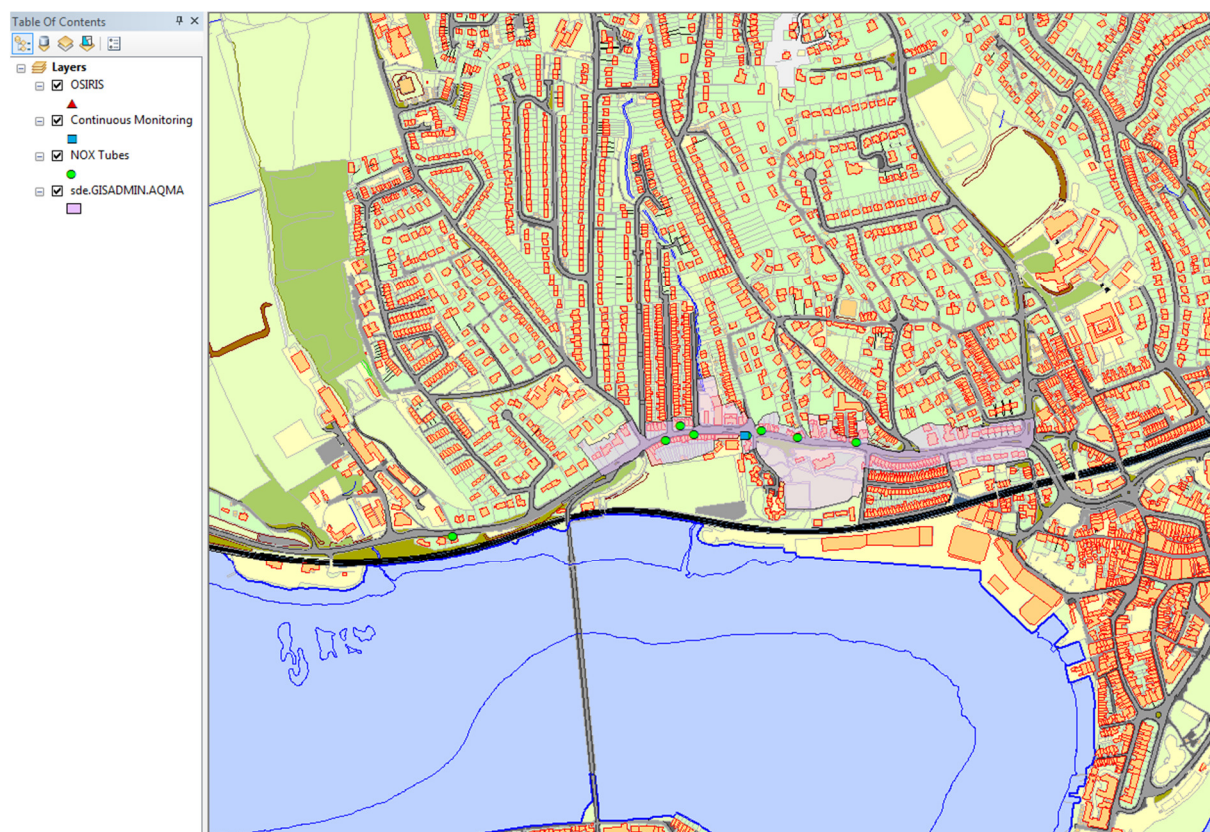 Table Of Contents
Layers
OSIRIS
Continuous Monitoring
NOX Tubes
sde.GISADMIN.AQMA